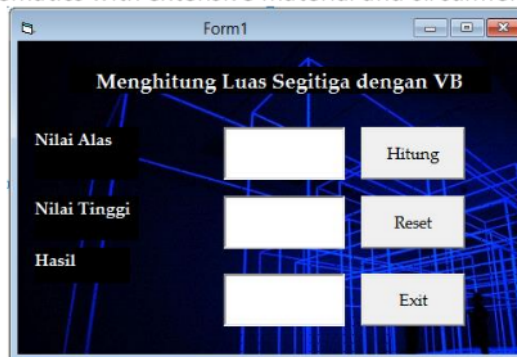 Form1
Menghitung Luas Segitiga dengan VB
Nilai Alas
Hitung
Nilai Tinggi
Reset
Hasil
Exit